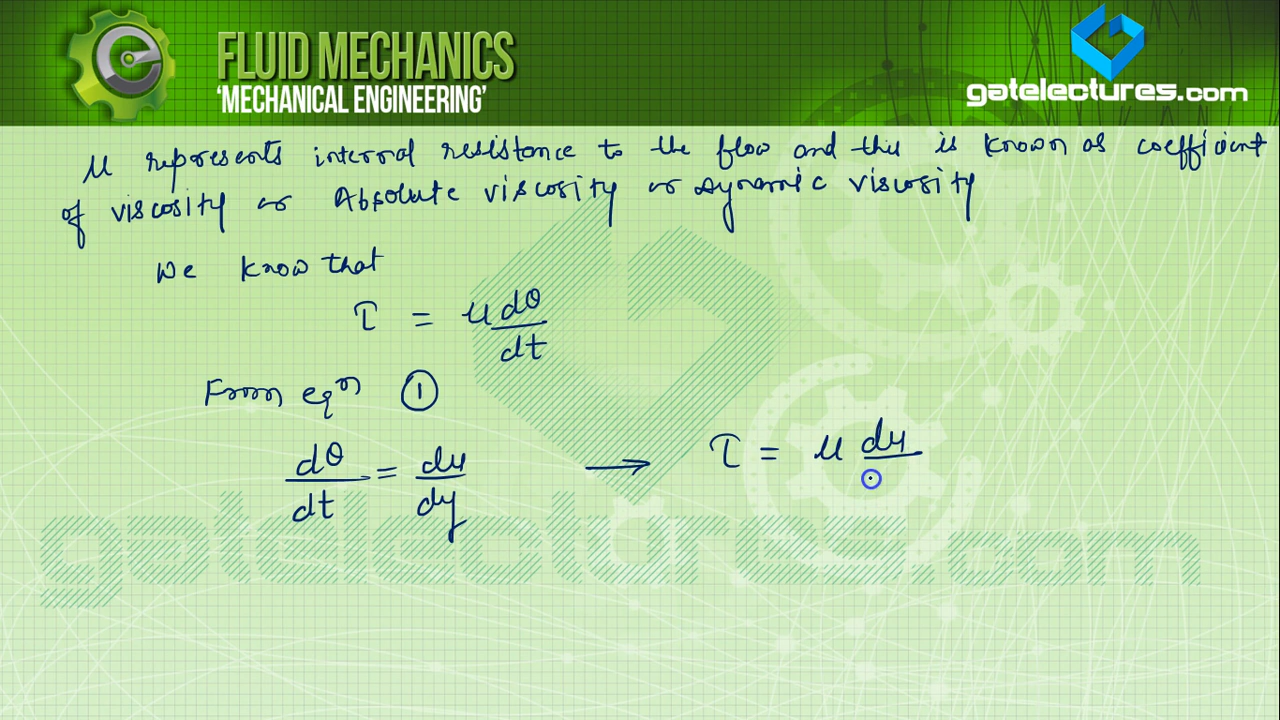 FLUID MECHANICS
'MECHANICAL ENGINEERING'
gatelectures.com
μ represents internal resistance to the flow and this is known as coefficient
of viscosity or Absolute viscosity or dynamic viscosity
We know that
τ = μ dθ/dt
From eqn ①
dθ/dt = du/dy → τ = μ du/
gatelectures.com